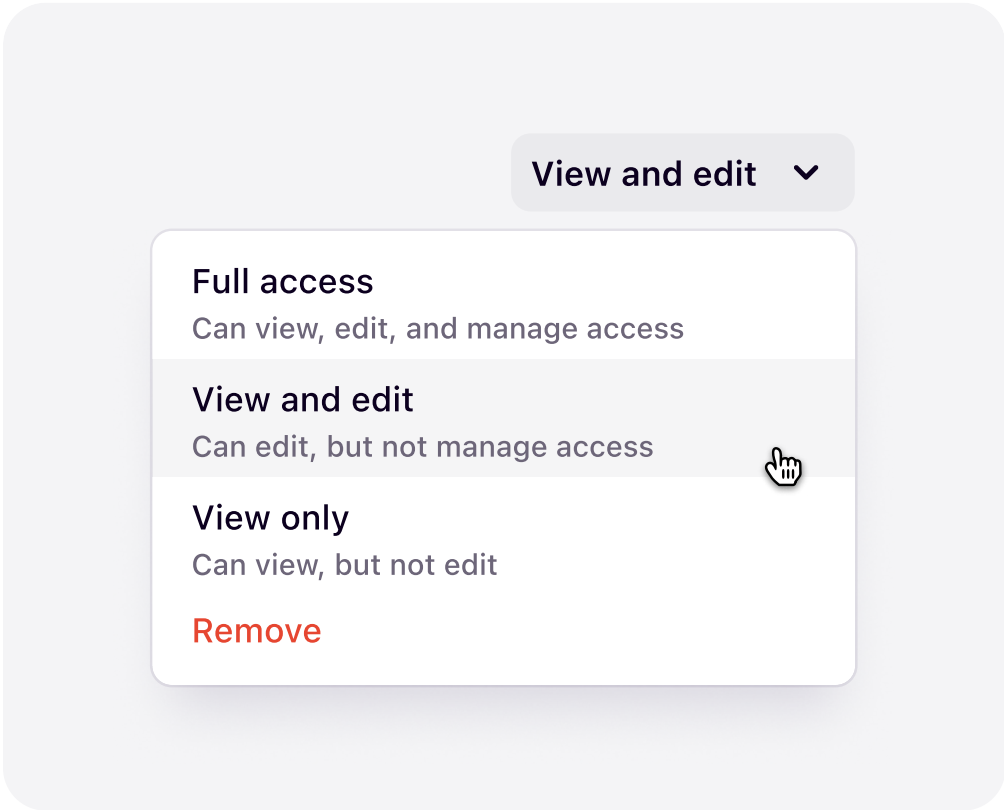 View and edit
Full access
Can view, edit, and manage access
View and edit
Can edit, but not manage access
View only
Can view, but not edit
Remove